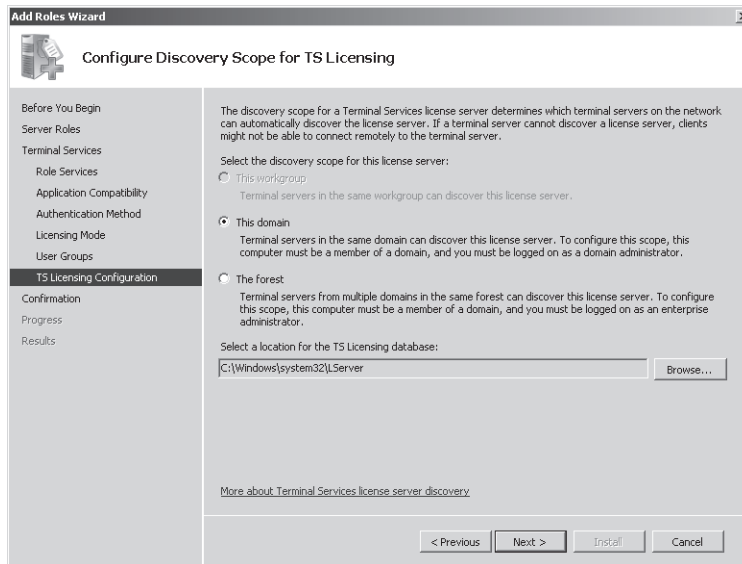 Add Roles Wizard
Configure Discovery Scope for TS Licensing
Before You Begin
Server Roles
Terminal Services
Role Services
Application Compatibility
Authentication Method
Licensing Mode
User Groups
TS Licensing Configuration
Confirmation
Progress
Results
The discovery scope for a Terminal Services license server determines which terminal servers on the network
can automatically discover the license server. If a terminal server cannot discover a license server, clients
might not be able to connect remotely to the terminal server.
Select the discovery scope for this license server:
This workgroup
Terminal servers in the same workgroup can discover this license server.
This domain
Terminal servers in the same domain can discover this license server. To configure this scope, this
computer must be a member of a domain, and you must be logged on as a domain administrator.
The forest
Terminal servers from multiple domains in the same forest can discover this license server. To configure
this scope, this computer must be a member of a domain, and you must be logged on as an enterprise
administrator.
Select a location for the TS Licensing database:
C:\Windows\system32\LServer
Browse...
More about Terminal Services license server discovery
< Previous
Next >
Install
Cancel